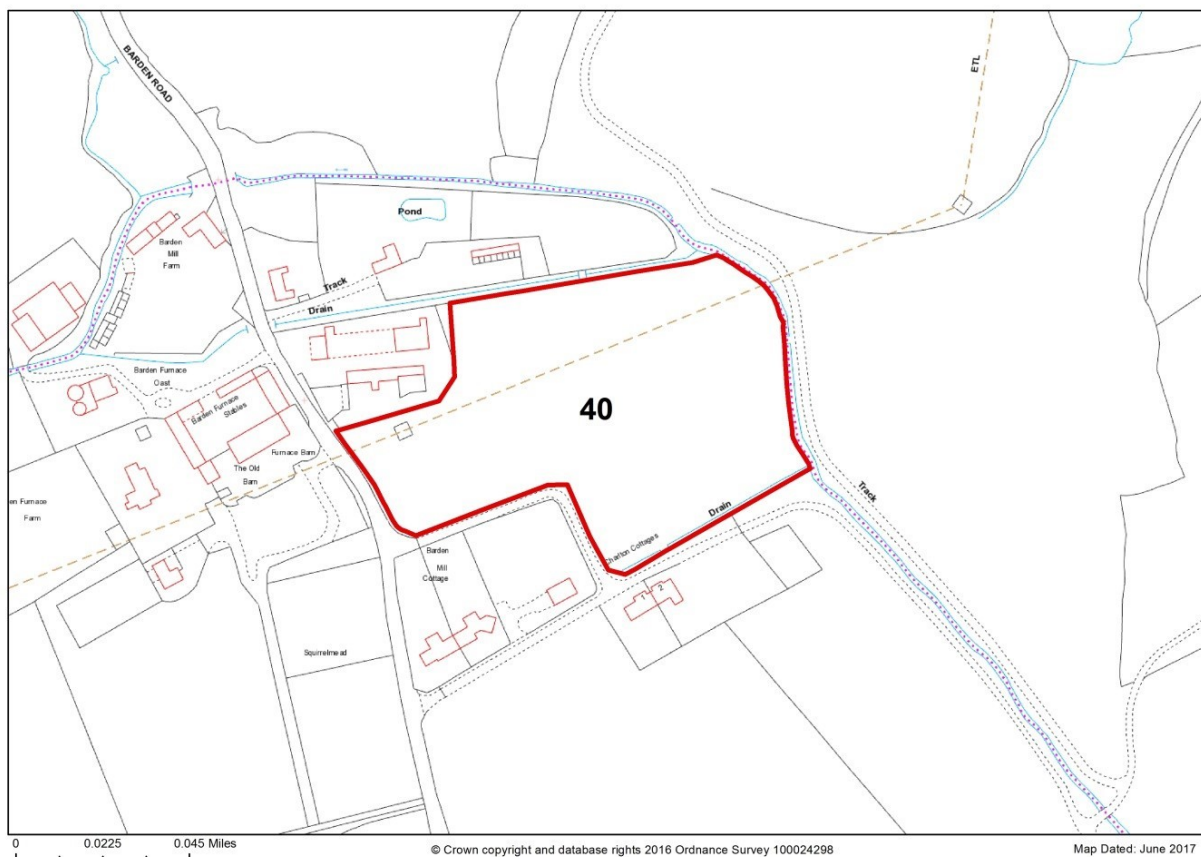 BARDEN ROAD
ETL
Pond
Barden
Mill
Farm
Track
Drain
Barden Furnace
Oast
Barden Furnace
Stables
Furnace Barn
The Old
Barn
en Furnace
Farm
40
Track
Drain
Charlton Cottages
Barden
Mill
Cottage
1
2
Squirrelmead
0
0.0225
0.045 Miles
© Crown copyright and database rights 2016 Ordnance Survey 100024298
Map Dated: June 2017